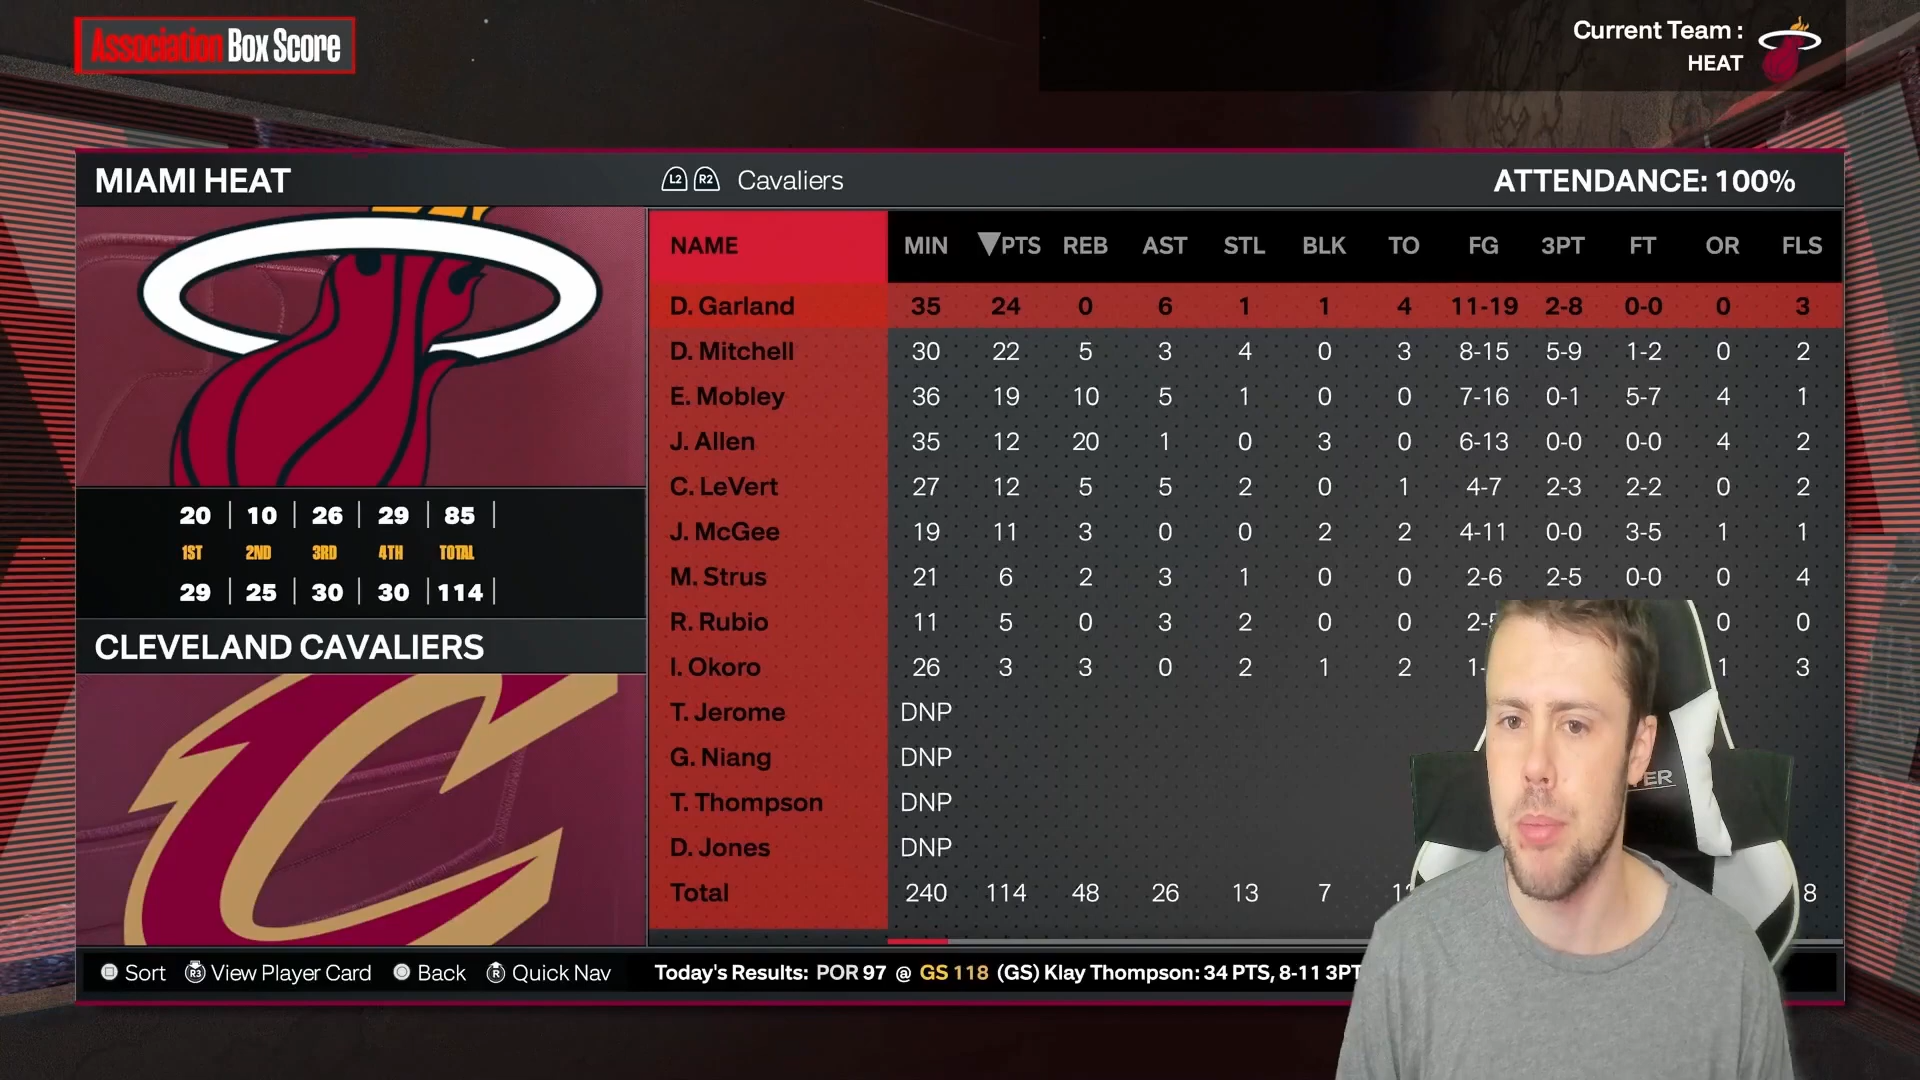 Association Box Score
Current Team :
HEAT
MIAMI HEAT
L2 R2 Cavaliers
ATTENDANCE: 100%
NAME MIN PTS REB AST STL BLK TO FG 3PT FT OR FLS
D. Garland 35 24 0 6 1 1 4 11-19 2-8 0-0 0 3
D. Mitchell 30 22 5 3 4 0 3 8-15 5-9 1-2 0 2
E. Mobley 36 19 10 5 1 0 0 7-16 0-1 5-7 4 1
J. Allen 35 12 20 1 0 3 0 6-13 0-0 0-0 4 2
C. LeVert 27 12 5 5 2 0 1 4-7 2-3 2-2 0 2
J. McGee 19 11 3 0 0 2 2 4-11 0-0 3-5 1 1
M. Strus 21 6 2 3 1 0 0 2-6 2-5 0-0 0 4
R. Rubio 11 5 0 3 2 0 0 0 0
I. Okoro 26 3 3 0 2 1 2 1 3
T. Jerome DNP
G. Niang DNP
T. Thompson DNP
D. Jones DNP
Total 240 114 48 26 13 7
20 10 26 29 85
1ST 2ND 3RD 4TH TOTAL
29 25 30 30 114
CLEVELAND CAVALIERS
Sort R3 View Player Card Back R Quick Nav
Today's Results: POR 97 @ GS 118 (GS) Klay Thompson: 34 PTS, 8-11 3PT